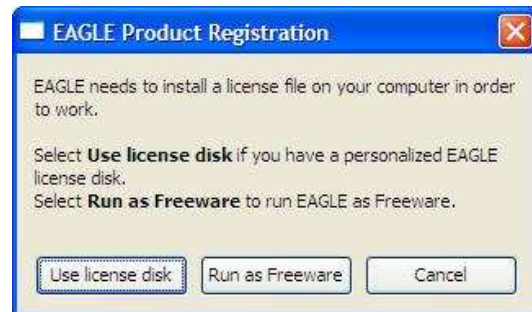 EAGLE Product Registration
EAGLE needs to install a license file on your computer in order
to work.
Select Use license disk if you have a personalized EAGLE
license disk.
Select Run as Freeware to run EAGLE as Freeware.
Use license disk Run as Freeware Cancel